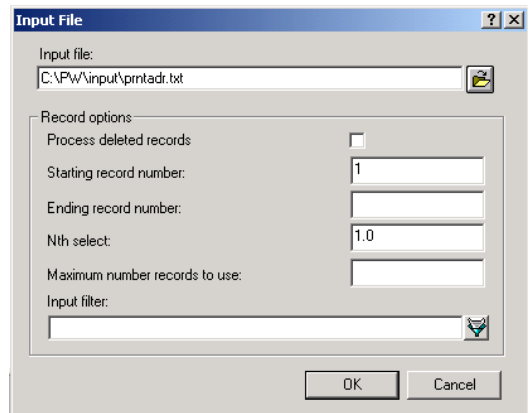 Input File
Input file:
C:\PW\input\prntadr.txt
Record options
Process deleted records
Starting record number: 1
Ending record number:
Nth select: 1.0
Maximum number records to use:
Input filter:
OK Cancel